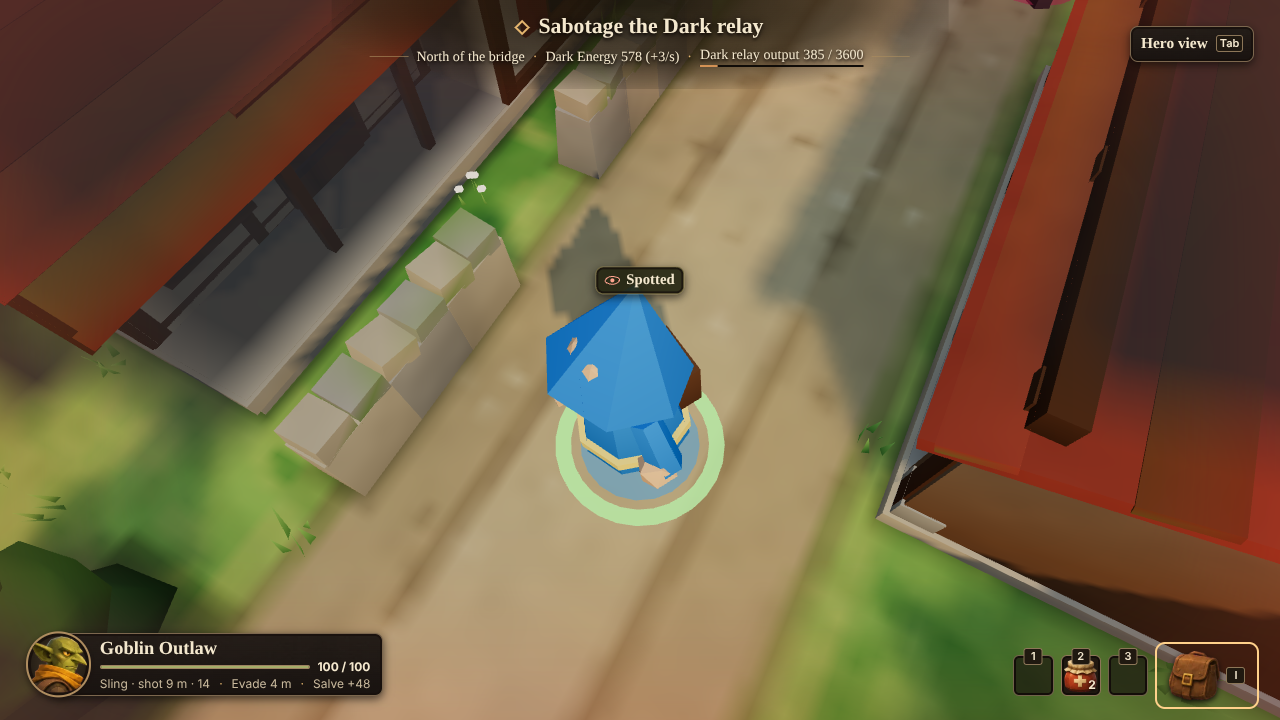 Sabotage the Dark relay
North of the bridge · Dark Energy 578 (+3/s) · Dark relay output 385 / 3600
Hero view Tab
Spotted
Goblin Outlaw
100 / 100
Sling · shot 9 m · 14 · Evade 4 m · Salve +48
1 2 3
2
I